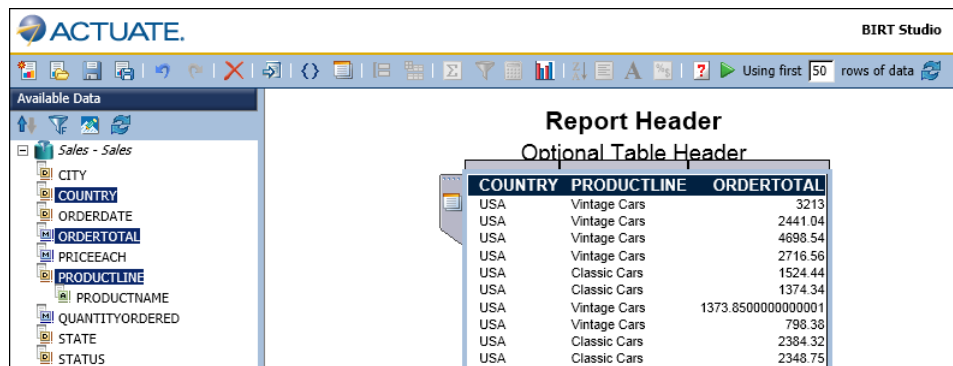 ACTUATE.
BIRT Studio
Using first 50 rows of data
Available Data
Sales - Sales
CITY
COUNTRY
ORDERDATE
ORDERTOTAL
PRICEEACH
PRODUCTLINE
PRODUCTNAME
QUANTITYORDERED
STATE
STATUS
Report Header
Optional Table Header
COUNTRY PRODUCTLINE ORDERTOTAL
USA Vintage Cars 3213
USA Vintage Cars 2441.04
USA Vintage Cars 4698.54
USA Vintage Cars 2716.56
USA Classic Cars 1524.44
USA Classic Cars 1374.34
USA Vintage Cars 1373.8500000000001
USA Vintage Cars 798.38
USA Classic Cars 2384.32
USA Classic Cars 2348.75